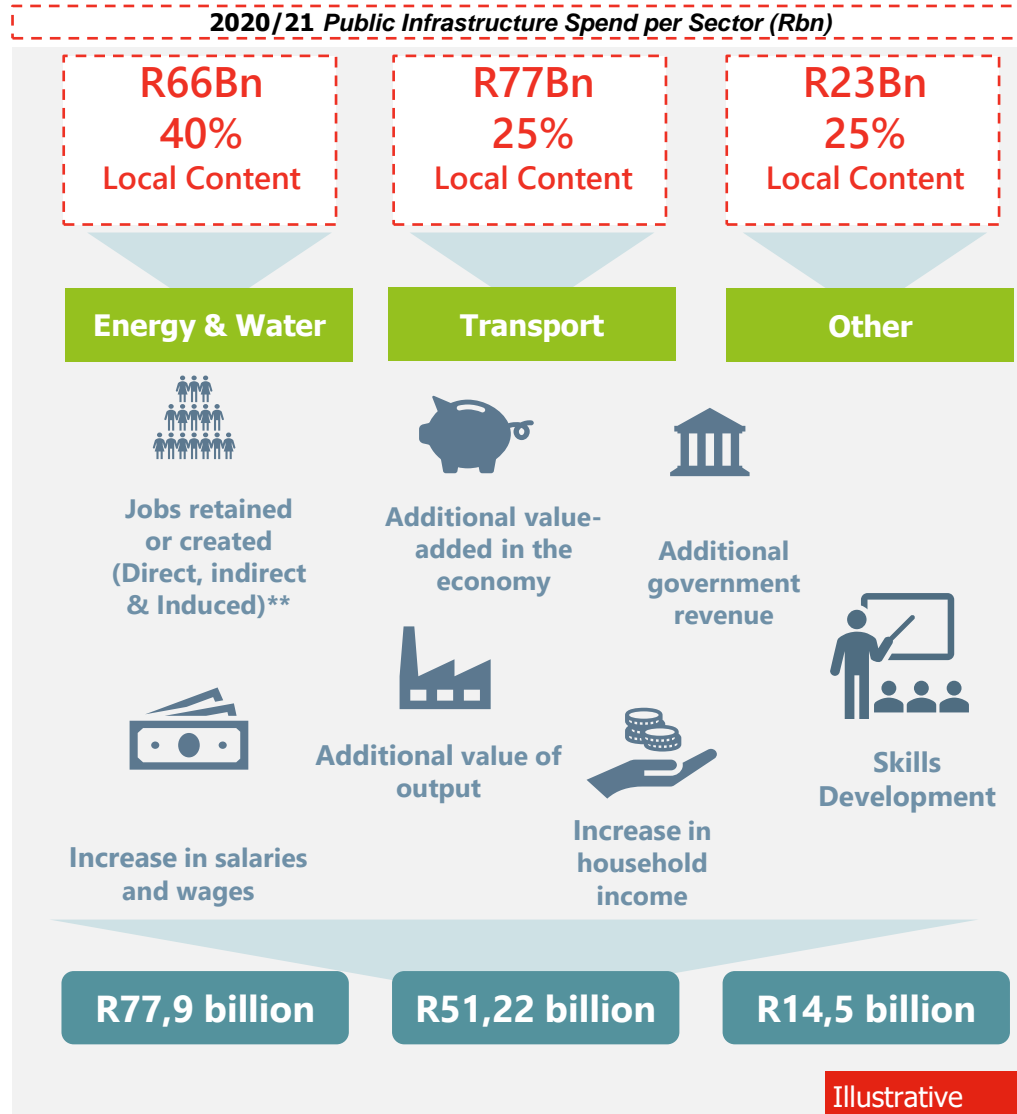 2020/21 Public Infrastructure Spend per Sector (Rbn)
R66Bn
40%
Local Content
R77Bn
25%
Local Content
R23Bn
25%
Local Content
Energy & Water
Transport
Other
Jobs retained
or created
(Direct, indirect
& Induced)**
Additional value-
added in the
economy
Additional
government
revenue
Increase in salaries
and wages
Additional value of
output
Increase in
household
income
Skills
Development
R77,9 billion
R51,22 billion
R14,5 billion
Illustrative